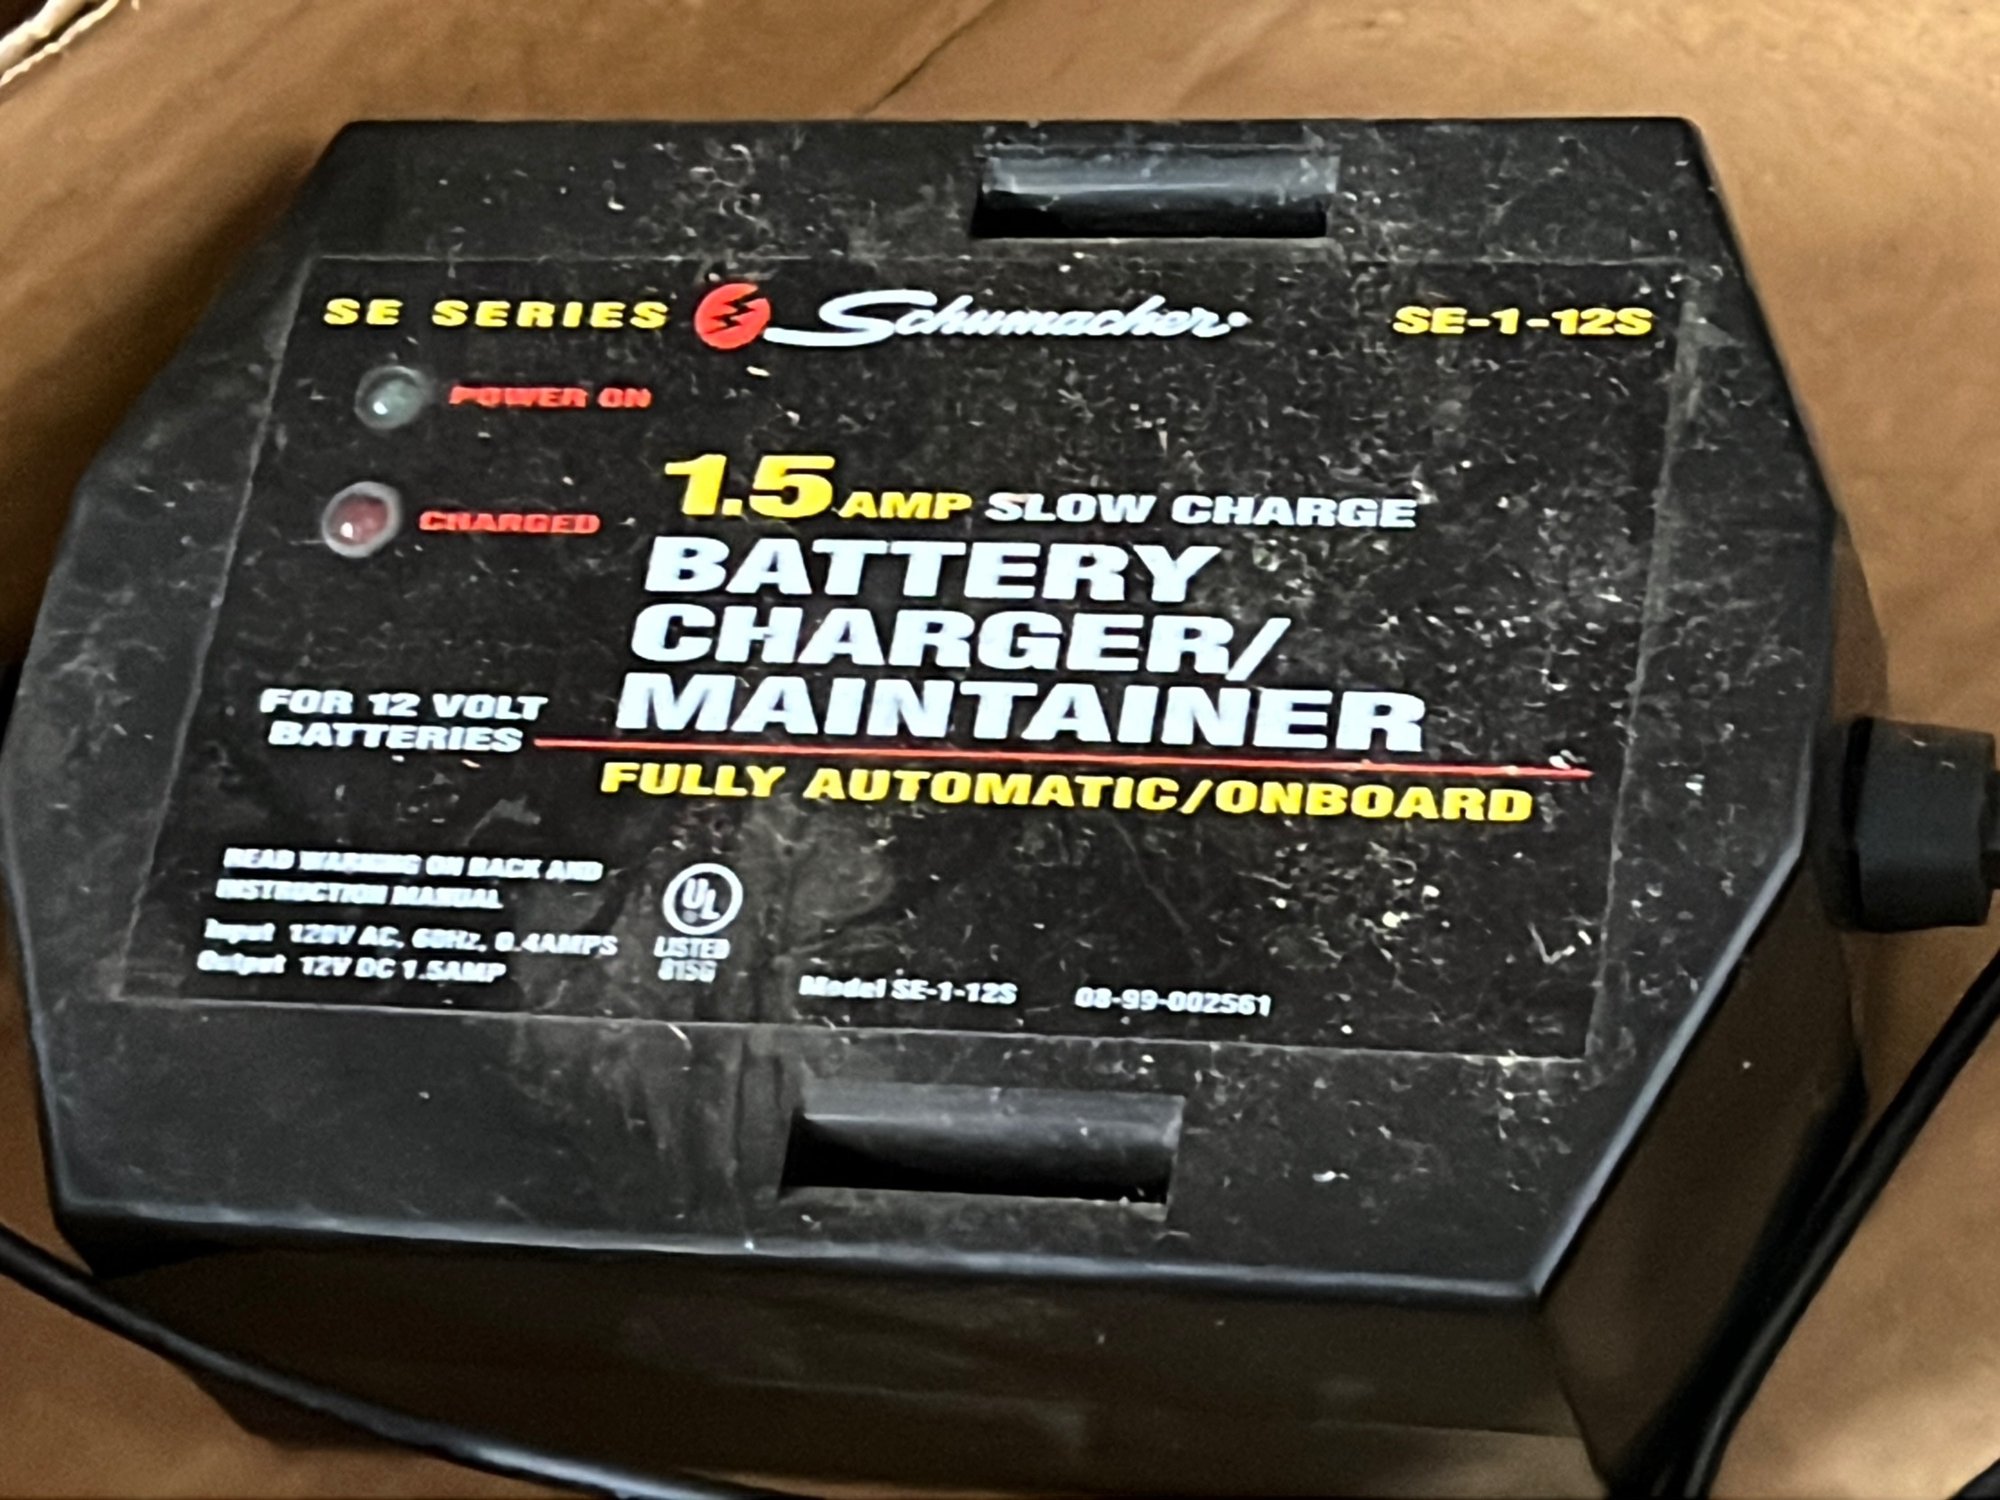 SE SERIES Schumacher® SE-1-12S
POWER ON
CHARGED
1.5 AMP SLOW CHARGE
BATTERY
CHARGER/
MAINTAINER
FOR 12 VOLT
BATTERIES
FULLY AUTOMATIC/ONBOARD
READ WARNING ON BACK AND
INSTRUCTION MANUAL
Input 120V AC, 60Hz, 0.4AMPS
Output 12V DC 1.5AMP
UL
LISTED
815G
Model SE-1-12S 08-99-002561